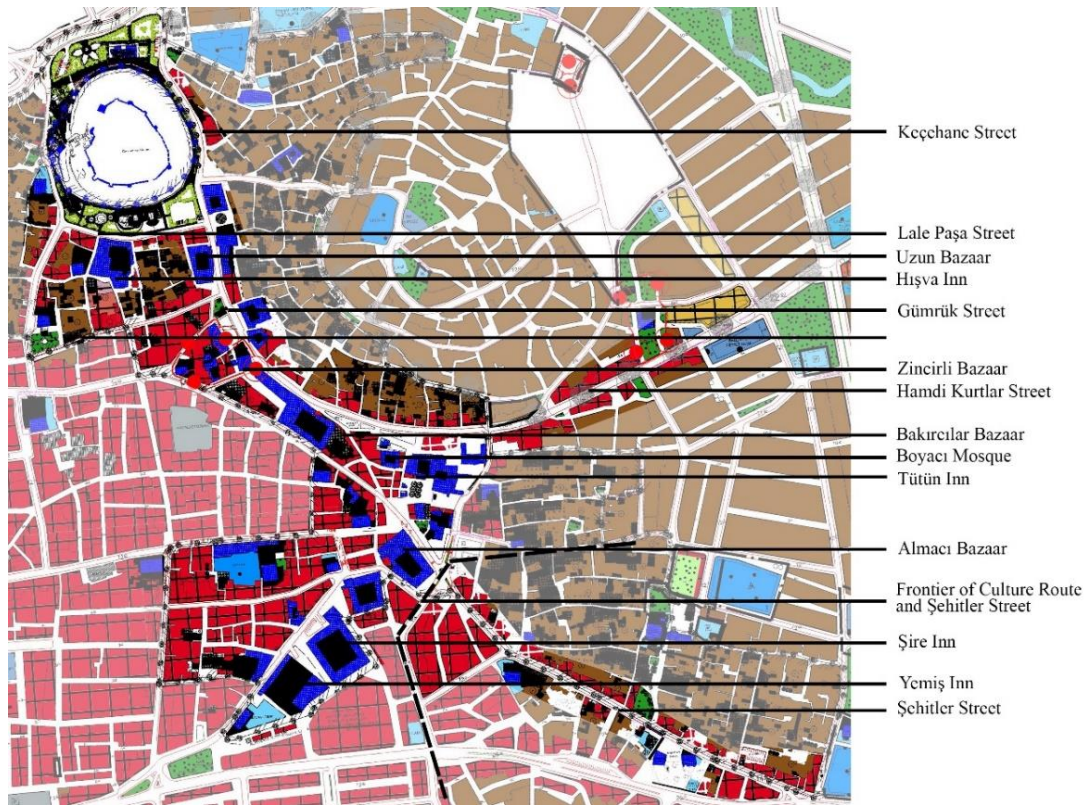 Keçehane Street
Lale Paşa Street
Uzun Bazaar
Hışva Inn
Gümrük Street
Zincirli Bazaar
Hamdi Kurtlar Street
Bakırcılar Bazaar
Boyacı Mosque
Tütün Inn
Almacı Bazaar
Frontier of Culture Route
and Şehitler Street
Şire Inn
Yemiş Inn
Şehitler Street